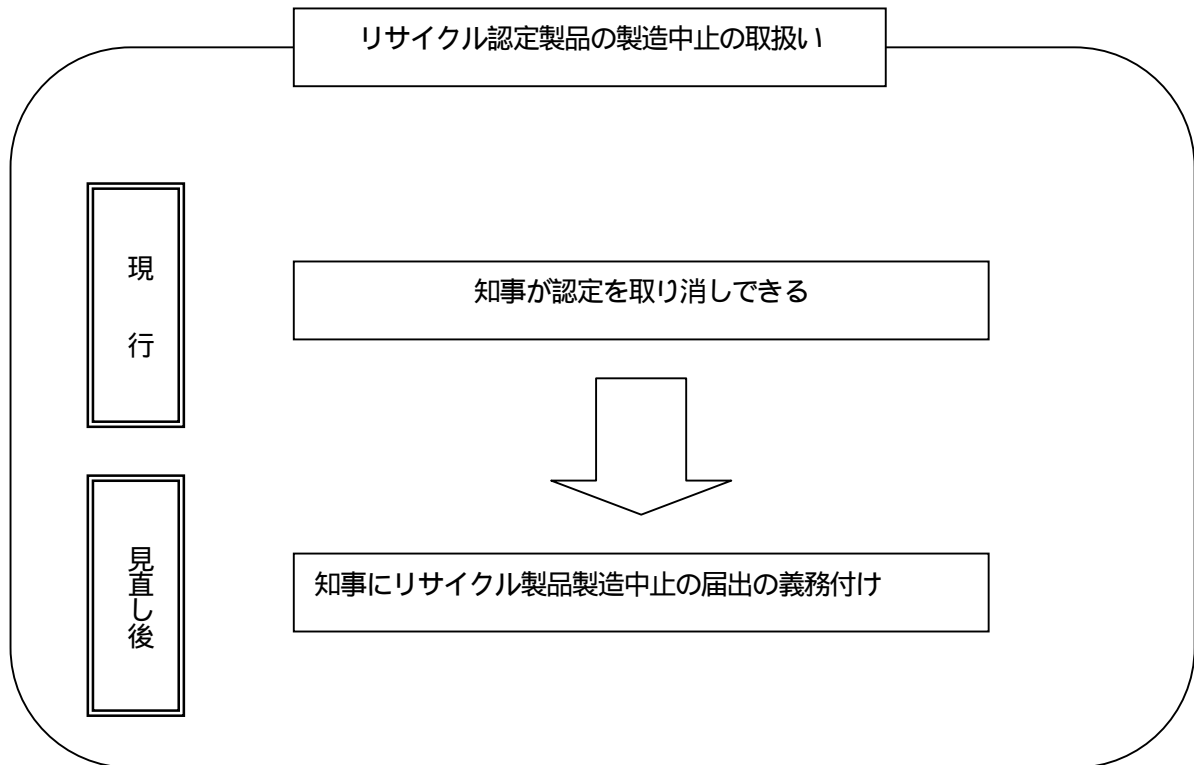 リサイクル認定製品の製造中止の取扱い
現行
知事が認定を取り消しできる
見直し後
知事にリサイクル製品製造中止の届出の義務付け